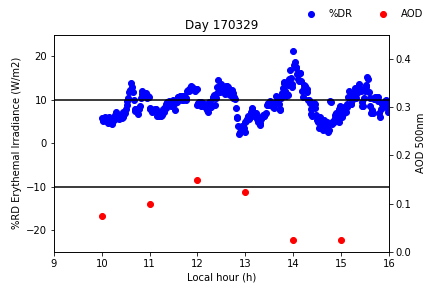 %DR AOD
Day 170329
%RD Erythermal Irradiance (W/m2)
20
10
0
−10
−20
0.4
0.3
0.2
0.1
0.0
AOD 500nm
9 10 11 12 13 14 15 16
Local hour (h)